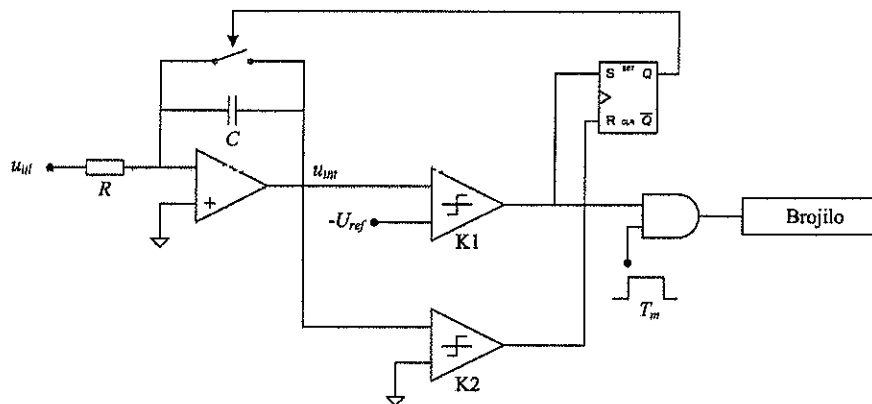 S SET Q
R CLR Q̅
C
u_ul
R
+
u_int
-U_ref
K1
Brojilo
T_m
K2